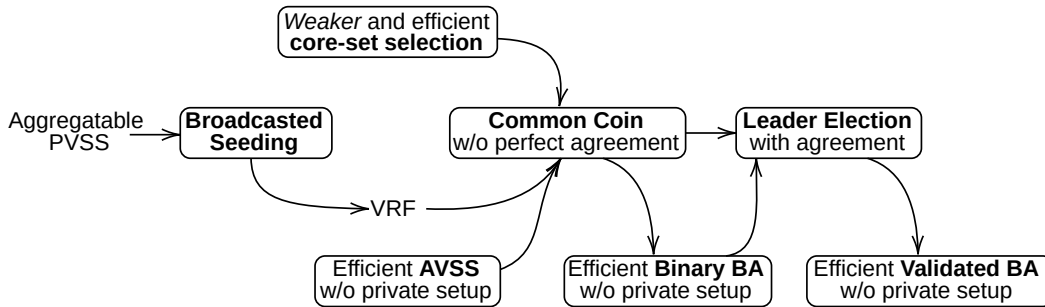 Weaker and efficient
core-set selection
Aggregatable
PVSS
Broadcasted
Seeding
Common Coin
w/o perfect agreement
Leader Election
with agreement
VRF
Efficient AVSS
w/o private setup
Efficient Binary BA
w/o private setup
Efficient Validated BA
w/o private setup